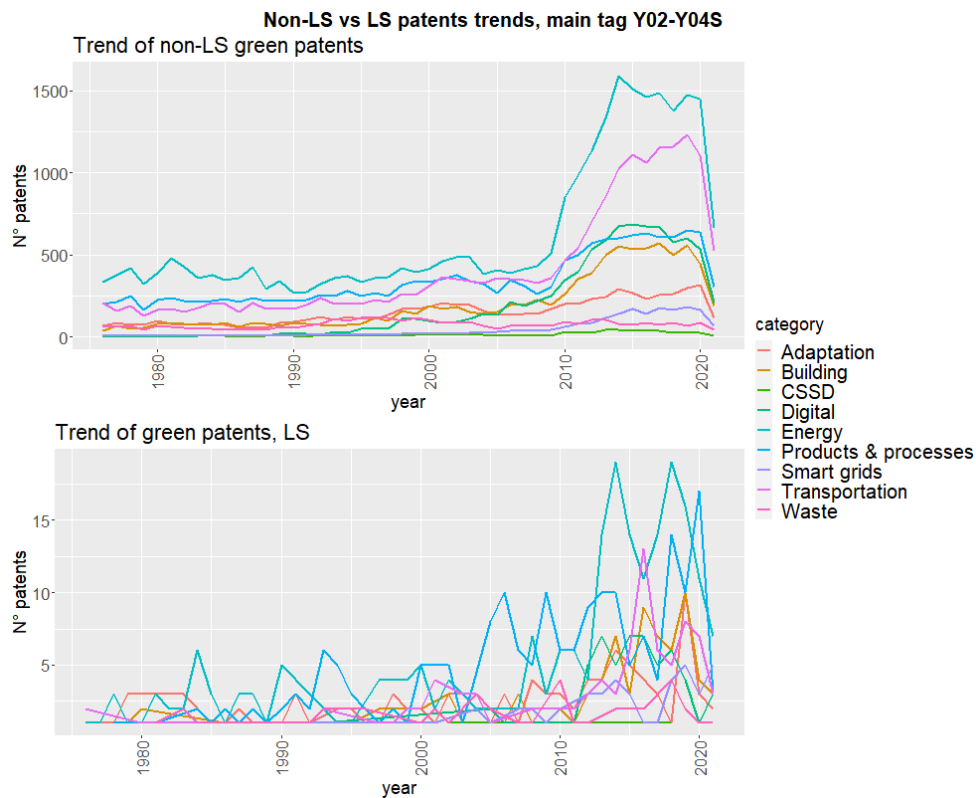 Non-LS vs LS patents trends, main tag Y02-Y04S
Trend of non-LS green patents
N° patents
1500
1000
500
0
1980
1990
2000
2010
2020
year
Trend of green patents, LS
N° patents
15
10
5
1980
1990
2000
2010
2020
year
category
Adaptation
Building
CSSD
Digital
Energy
Products & processes
Smart grids
Transportation
Waste